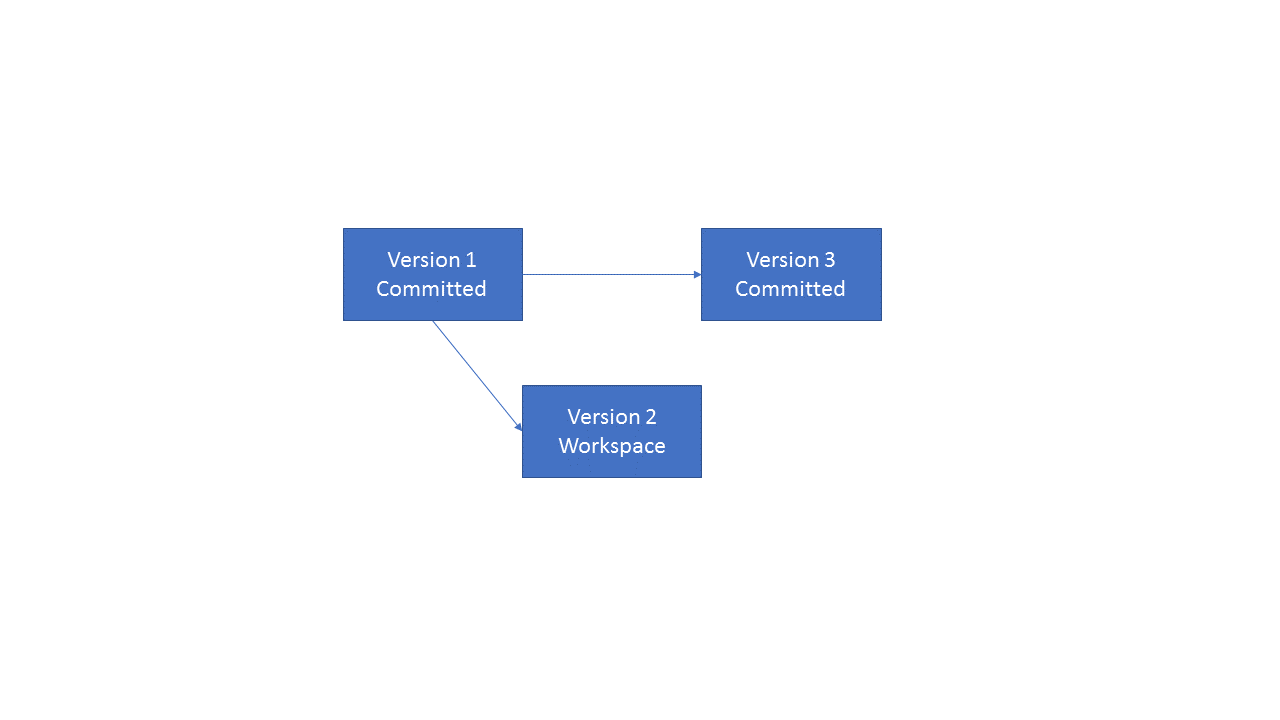 Version 1
Committed
Version 3
Committed
Version 2
Workspace